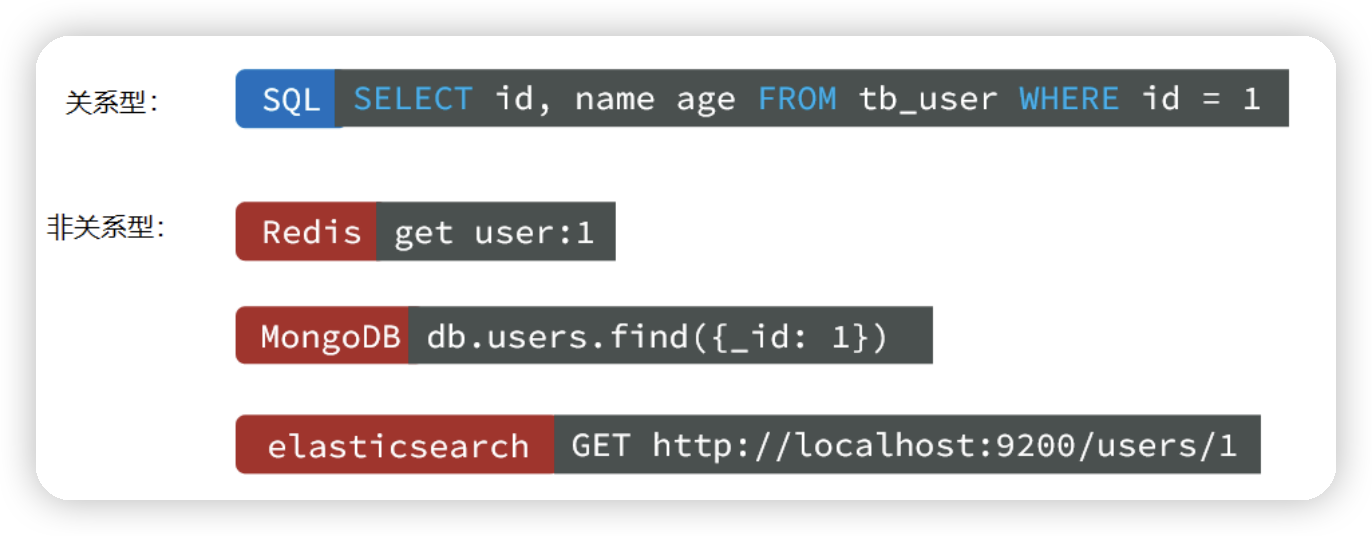 关系型： SQL SELECT id, name age FROM tb_user WHERE id = 1
非关系型： Redis get user:1
MongoDB db.users.find({_id: 1})
elasticsearch GET http://localhost:9200/users/1